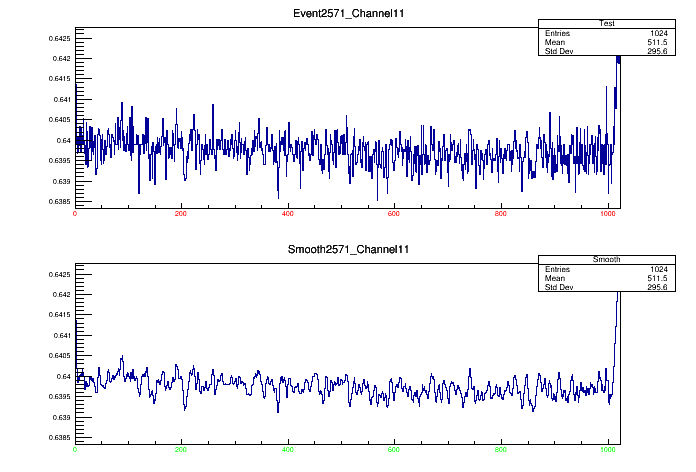 Event2571_Channel11
Test
Entries 1024
Mean 511.5
Std Dev 295.6
0.6425
0.642
0.6415
0.641
0.6405
0.64
0.6395
0.639
0.6385
0 200 400 600 800 1000
Smooth2571_Channel11
Smooth
Entries 1024
Mean 511.5
Std Dev 295.6
0.6425
0.642
0.6415
0.641
0.6405
0.64
0.6395
0.639
0.6385
0 200 400 600 800 1000